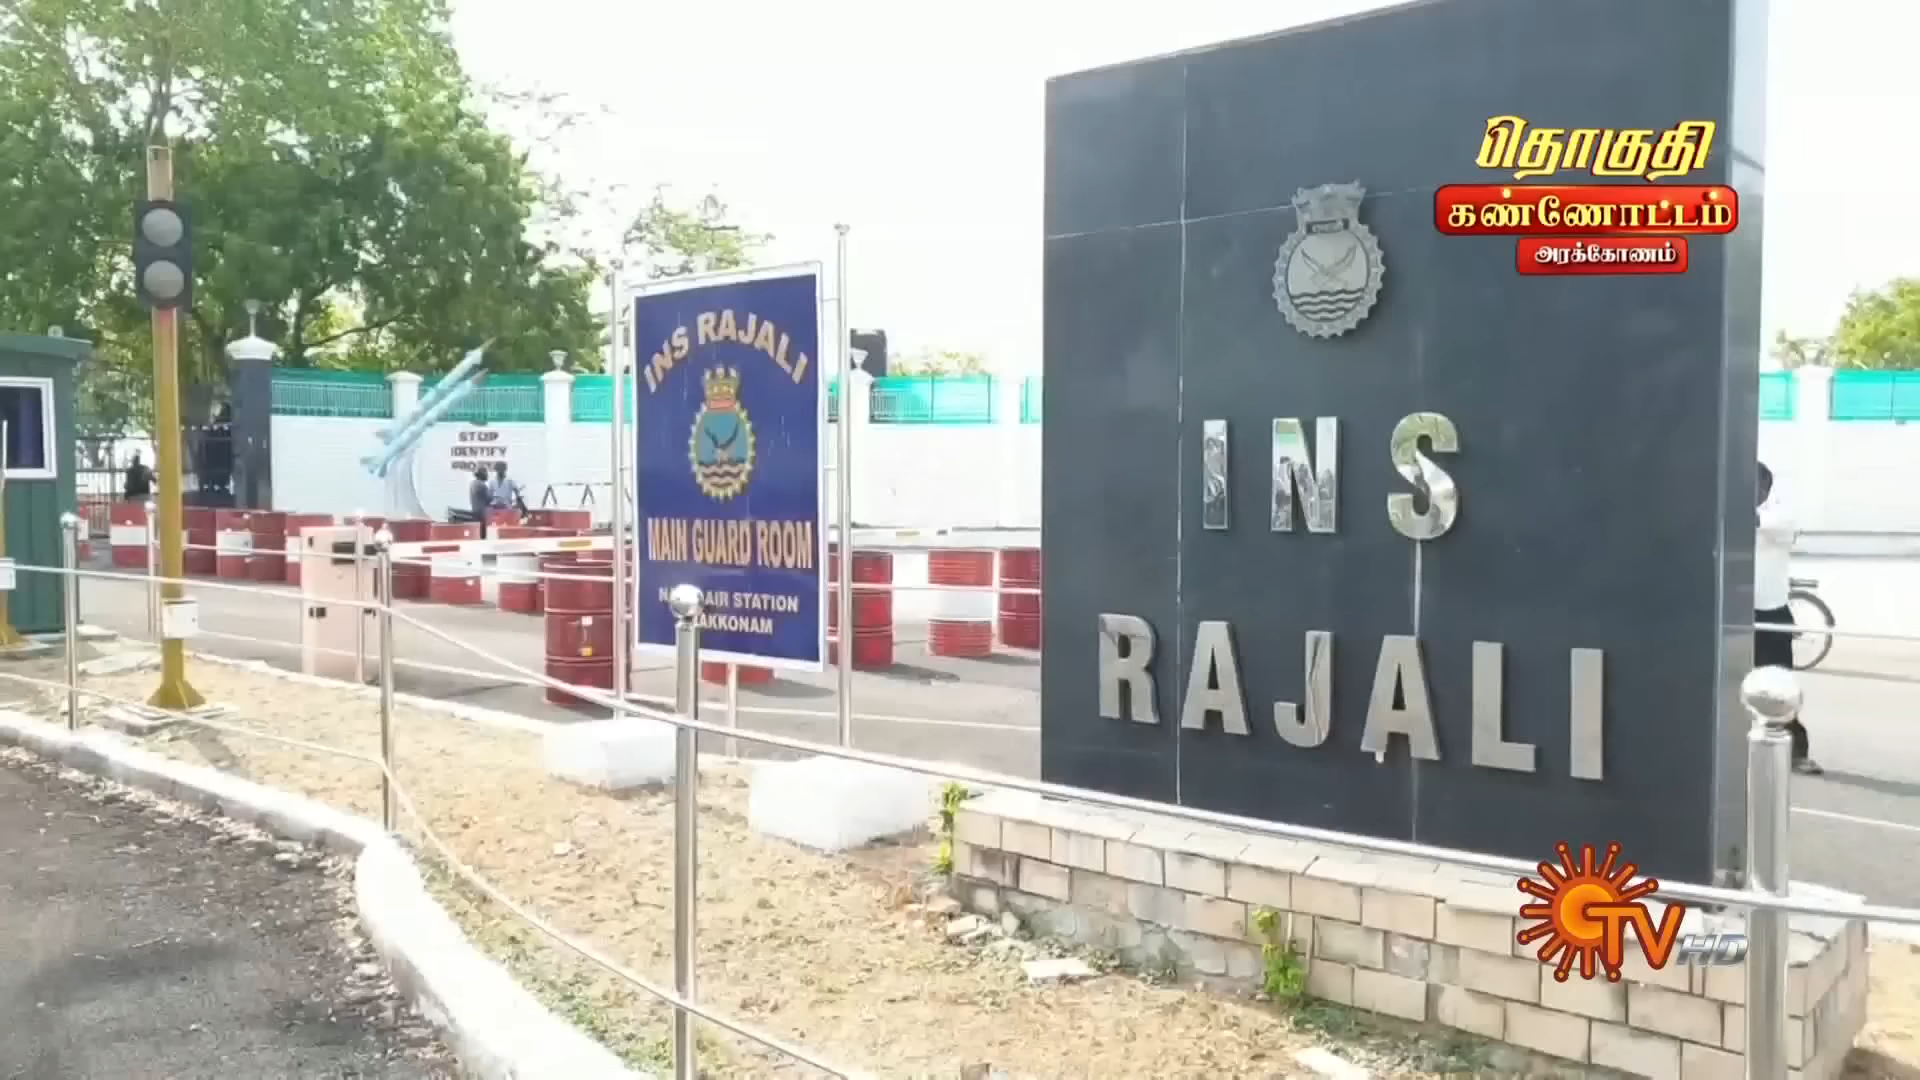 தொகுதி
கண்ணோட்டம்
அரக்கோணம்
INS RAJALI
MAIN GUARD ROOM
AIR STATION
STOP
IDENTIFY
INS
RAJALI
TV HD